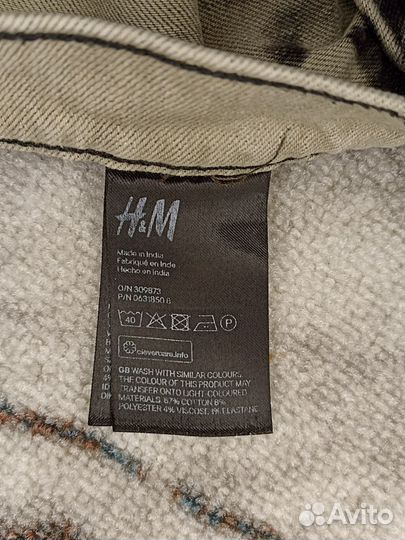 H&M
Made in India
Fabriqué en Inde
Hecho en India
O/N 309873
P/N 0631850 8
40 P
clevercare.info
GB WASH WITH SIMILAR COLOURS
THE COLOUR OF THIS PRODUCT MAY
TRANSFER ONTO LIGHT-COLOURED
MATERIALS. 87% COTTON 8%
POLYESTER 4% VISCOSE 1% ELASTANE
Avito